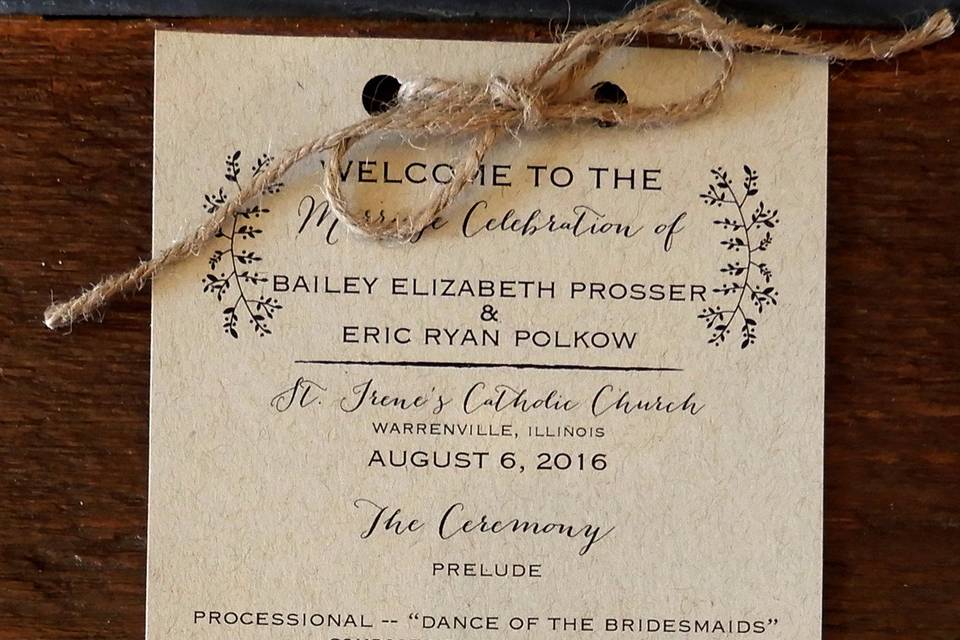 WELCOME TO THE
Marriage Celebration of
BAILEY ELIZABETH PROSSER
&
ERIC RYAN POLKOW
St. Irene's Catholic Church
WARRENVILLE, ILLINOIS
AUGUST 6, 2016
The Ceremony
PRELUDE
PROCESSIONAL -- “DANCE OF THE BRIDESMAIDS”